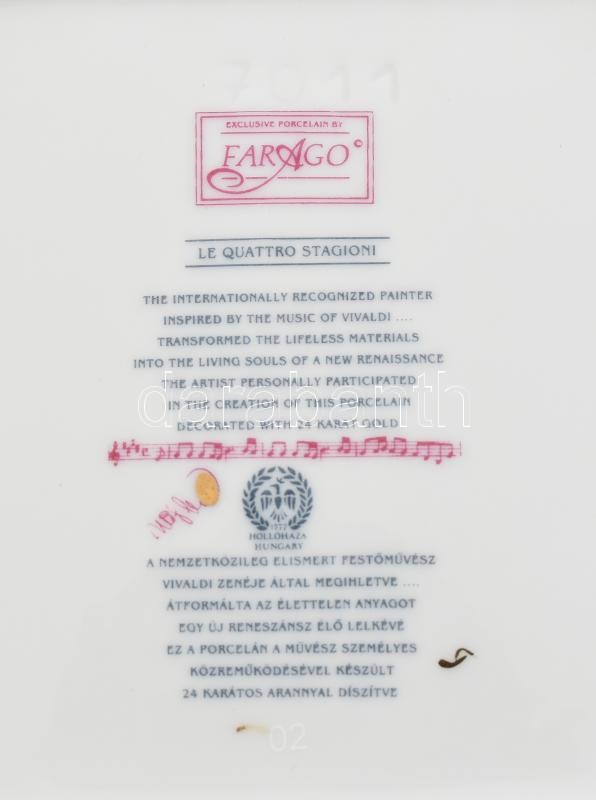 7011
EXCLUSIVE PORCELAIN BY
FARAGO©
LE QUATTRO STAGIONI
THE INTERNATIONALLY RECOGNIZED PAINTER
INSPIRED BY THE MUSIC OF VIVALDI ....
TRANSFORMED THE LIFELESS MATERIALS
INTO THE LIVING SOULS OF A NEW RENAISSANCE
THE ARTIST PERSONALLY PARTICIPATED
IN THE CREATION OF THIS PORCELAIN
DECORATED WITH 24 KARAT GOLD
darabanth
1777
HOLLÓHÁZA
HUNGARY
A NEMZETKÖZILEG ELISMERT FESTŐMŰVÉSZ
VIVALDI ZENÉJE ÁLTAL MEGIHLETVE ....
ÁTFORMÁLTA AZ ÉLETTELEN ANYAGOT
EGY ÚJ RENESZÁNSZ ÉLŐ LELKÉVÉ
EZ A PORCELÁN A MŰVÉSZ SZEMÉLYES
KÖZREMŰKÖDÉSÉVEL KÉSZÜLT
24 KARÁTOS ARANNYAL DÍSZÍTVE
02